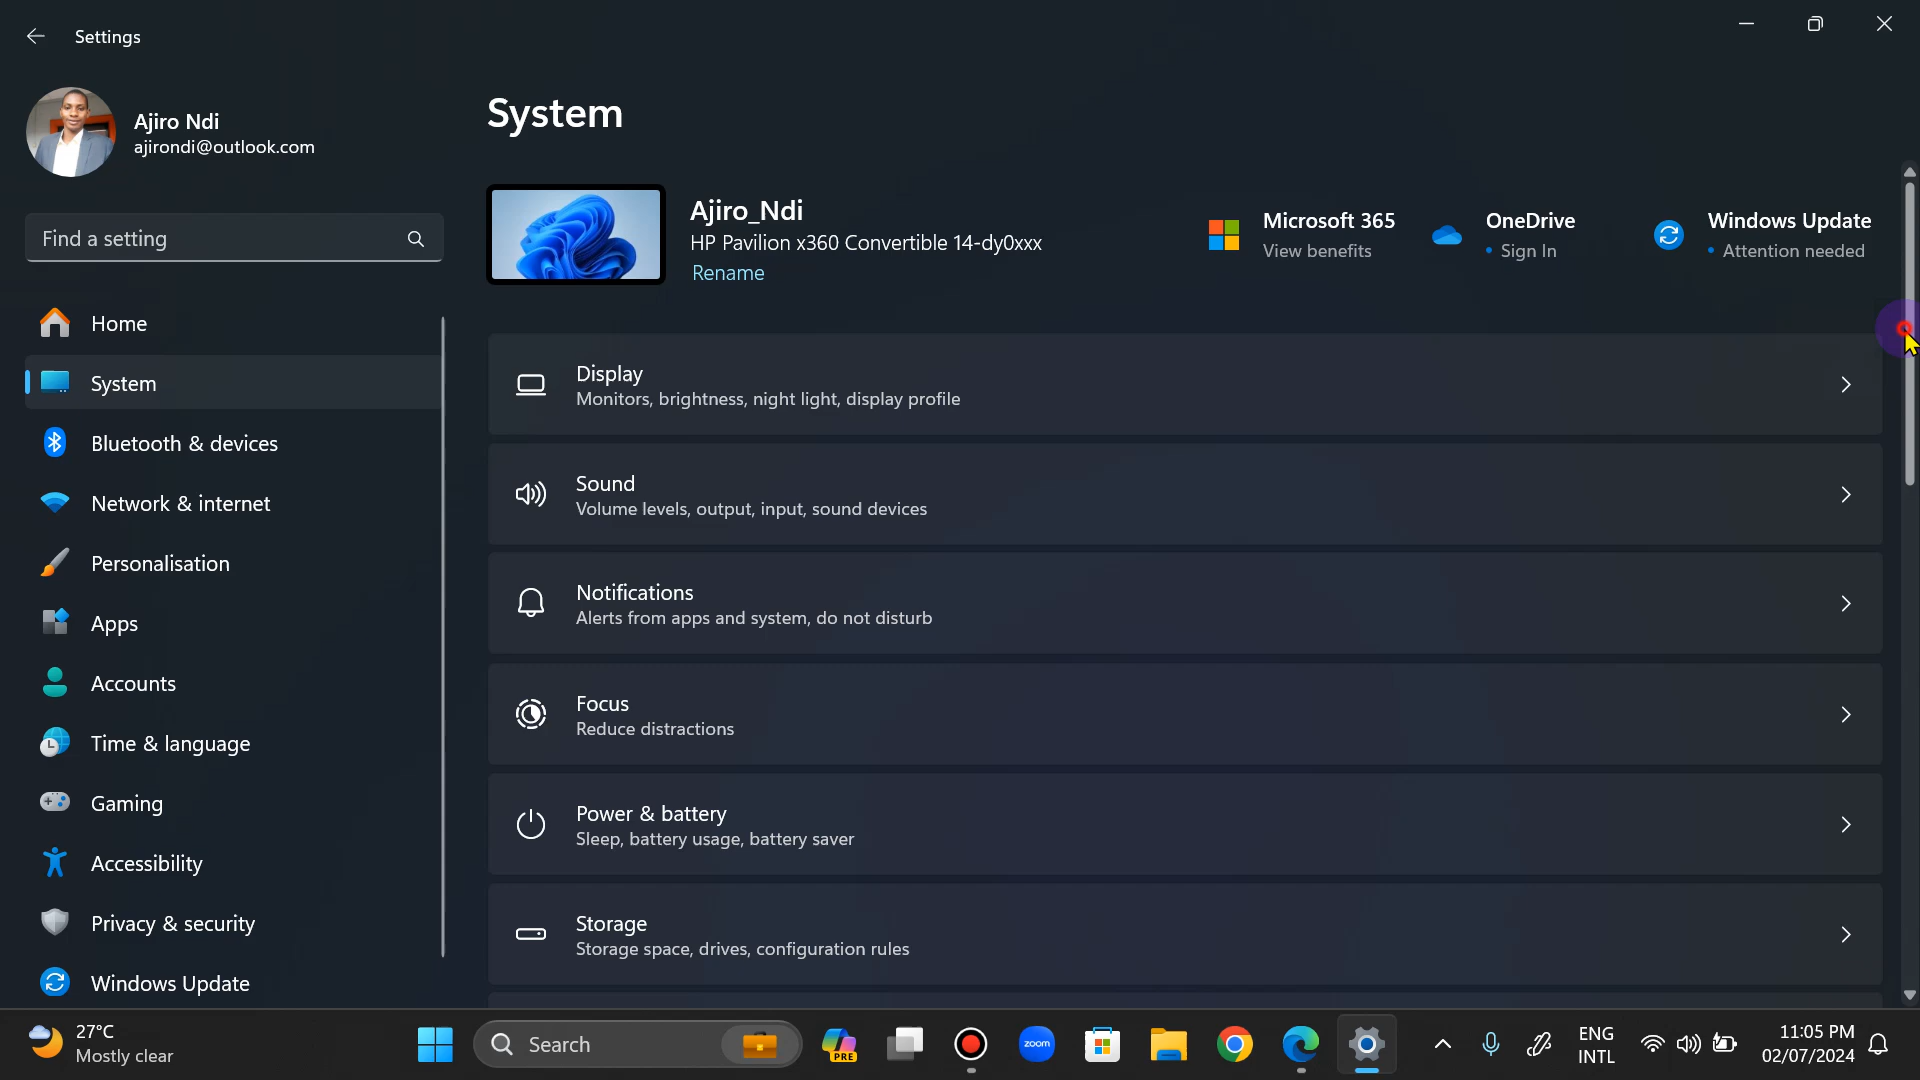 Settings
Ajiro Ndi
ajirondi@outlook.com
Find a setting
Home
System
Bluetooth & devices
Network & internet
Personalisation
Apps
Accounts
Time & language
Gaming
Accessibility
Privacy & security
Windows Update
System
Ajiro_Ndi
HP Pavilion x360 Convertible 14-dy0xxx
Rename
Microsoft 365
View benefits
OneDrive
• Sign In
Windows Update
• Attention needed
Display
Monitors, brightness, night light, display profile
Sound
Volume levels, output, input, sound devices
Notifications
Alerts from apps and system, do not disturb
Focus
Reduce distractions
Power & battery
Sleep, battery usage, battery saver
Storage
Storage space, drives, configuration rules
27°C
Mostly clear
Search
PRE
zoom
ENG
INTL
11:05 PM
02/07/2024